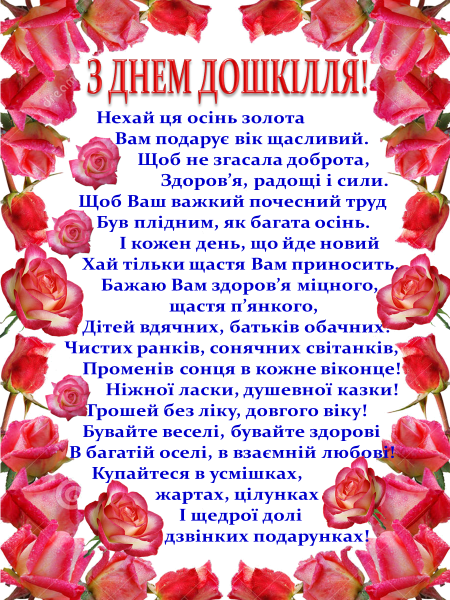 З ДНЕМ ДОШКІЛЛЯ!
Нехай ця осінь золота
Вам подарує вік щасливий.
Щоб не згасала доброта,
Здоров’я, радощі і сили.
Щоб Ваш важкий почесний труд
Був плідним, як багата осінь.
І кожен день, що йде новий
Хай тільки щастя Вам приносить.
Бажаю Вам здоров’я міцного,
щастя п’янкого,
Дітей вдячних, батьків обачних.
Чистих ранків, сонячних світанків,
Променів сонця в кожне віконце!
Ніжної ласки, душевної казки!
Грошей без ліку, довгого віку!
Бувайте веселі, бувайте здорові
В багатій оселі, в взаємній любові!
Купайтеся в усмішках,
жартах, цілунках
І щедрої долі
дзвінких подарунках!